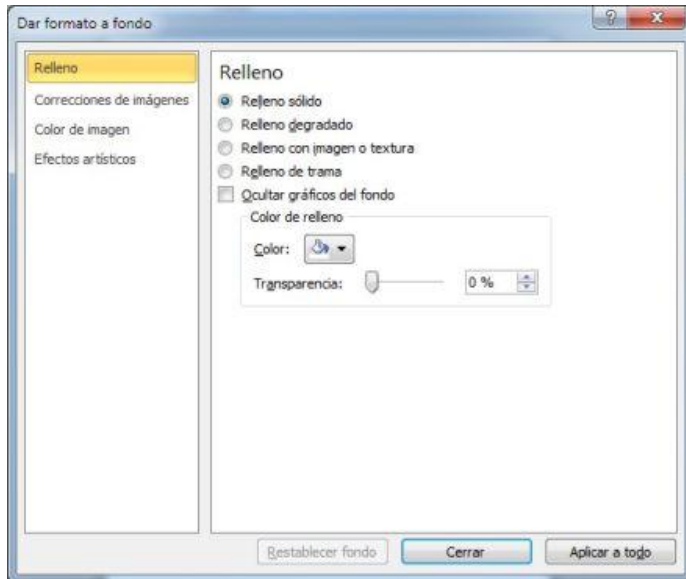 Dar formato a fondo
Relleno
Correcciones de imágenes
Color de imagen
Efectos artísticos
Relleno
Relleno sólido
Relleno degradado
Relleno con imagen o textura
Relleno de trama
Ocultar gráficos del fondo
Color de relleno
Color:
Transparencia: 0 %
Restablecer fondo Cerrar Aplicar a todo